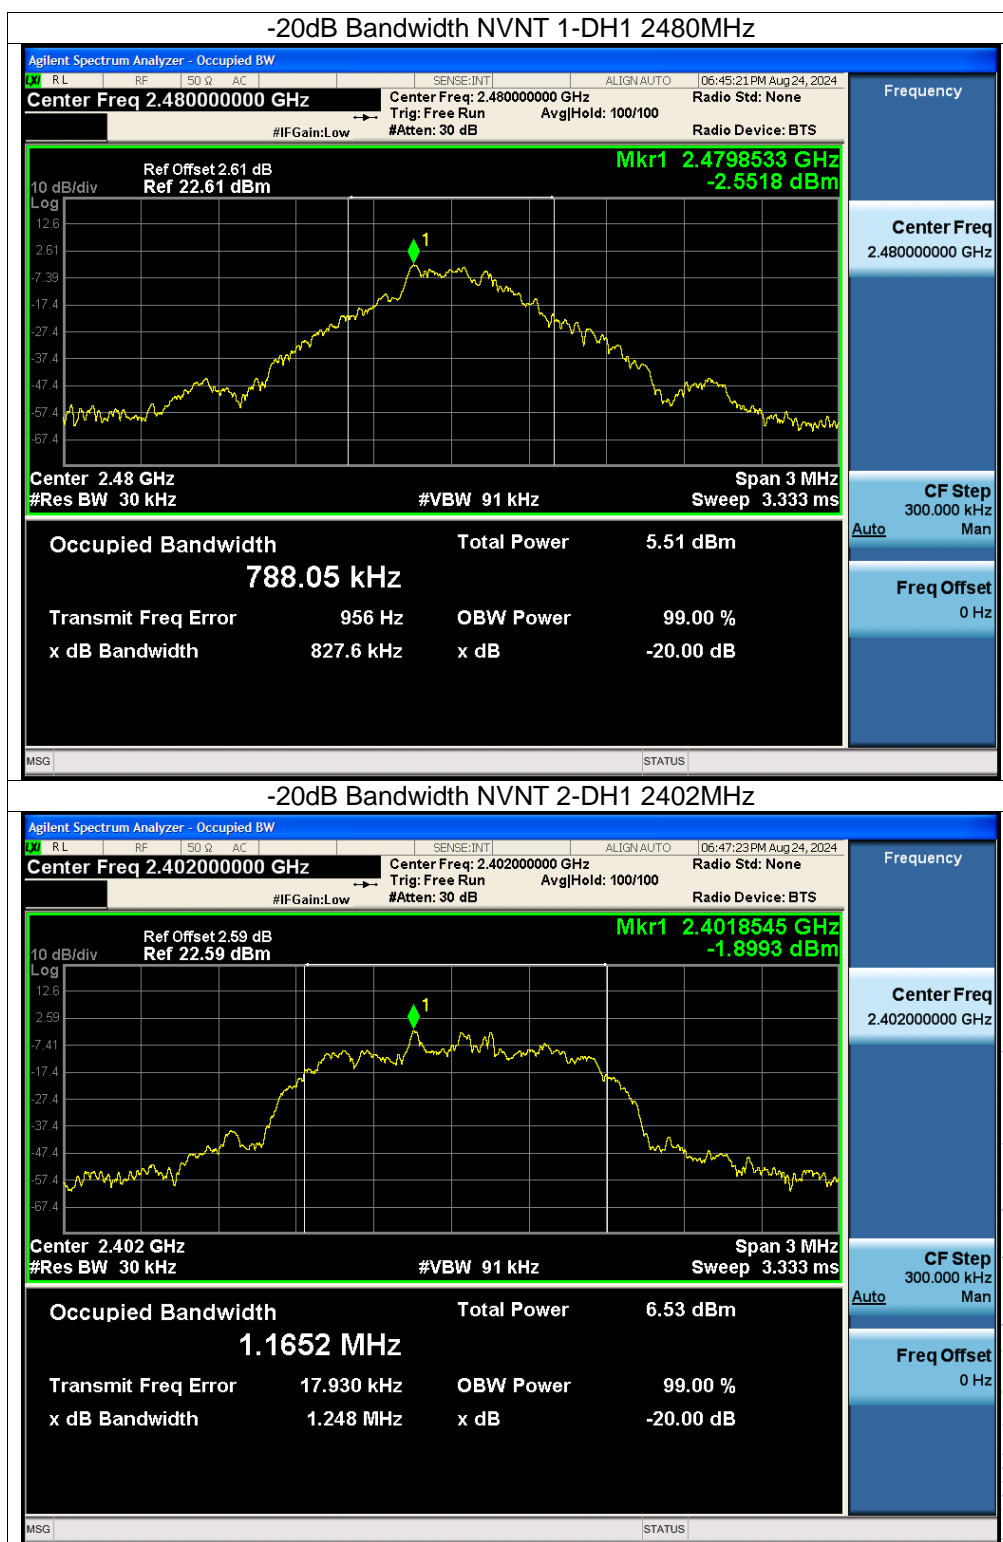 -20dB Bandwidth NVNT 1-DH1 2480MHz
Agilent Spectrum Analyzer - Occupied BW
LXI RL RF 50 Ω AC SENSE:INT ALIGN AUTO 06:45:21 PM Aug 24, 2024
Center Freq 2.480000000 GHz Center Freq: 2.480000000 GHz Radio Std: None
Trig: Free Run Avg|Hold: 100/100
#IFGain:Low #Atten: 30 dB Radio Device: BTS
Frequency
Mkr1 2.4798533 GHz
-2.5518 dBm
Ref Offset 2.61 dB
10 dB/div Ref 22.61 dBm
Log
12.6
2.61
-7.39
-17.4
-27.4
-37.4
-47.4
-57.4
-67.4
1
Center 2.48 GHz Span 3 MHz
#Res BW 30 kHz #VBW 91 kHz Sweep 3.333 ms
Center Freq
2.480000000 GHz
CF Step
300.000 kHz
Auto Man
Freq Offset
0 Hz
Occupied Bandwidth Total Power 5.51 dBm
788.05 kHz
Transmit Freq Error 956 Hz OBW Power 99.00 %
x dB Bandwidth 827.6 kHz x dB -20.00 dB
MSG STATUS
-20dB Bandwidth NVNT 2-DH1 2402MHz
Agilent Spectrum Analyzer - Occupied BW
LXI RL RF 50 Ω AC SENSE:INT ALIGN AUTO 06:47:23 PM Aug 24, 2024
Center Freq 2.402000000 GHz Center Freq: 2.402000000 GHz Radio Std: None
Trig: Free Run Avg|Hold: 100/100
#IFGain:Low #Atten: 30 dB Radio Device: BTS
Frequency
Mkr1 2.4018545 GHz
-1.8993 dBm
Ref Offset 2.59 dB
10 dB/div Ref 22.59 dBm
Log
12.6
2.59
-7.41
-17.4
-27.4
-37.4
-47.4
-57.4
-67.4
1
Center 2.402 GHz Span 3 MHz
#Res BW 30 kHz #VBW 91 kHz Sweep 3.333 ms
Center Freq
2.402000000 GHz
CF Step
300.000 kHz
Auto Man
Freq Offset
0 Hz
Occupied Bandwidth Total Power 6.53 dBm
1.1652 MHz
Transmit Freq Error 17.930 kHz OBW Power 99.00 %
x dB Bandwidth 1.248 MHz x dB -20.00 dB
MSG STATUS